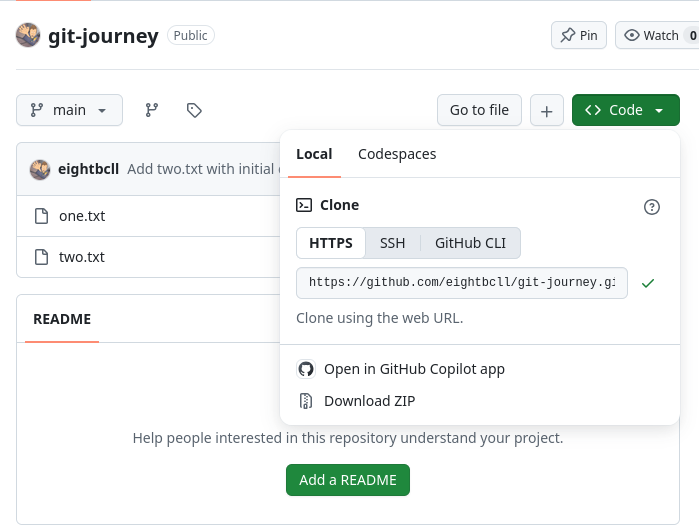 git-journey Public Pin Watch 0
main Go to file + Code
Local Codespaces
eightbcll Add two.txt with initial
Clone
one.txt
HTTPS SSH GitHub CLI
two.txt
https://github.com/eightbcll/git-journey.gi
Clone using the web URL.
README
Open in GitHub Copilot app
Download ZIP
Help people interested in this repository understand your project.
Add a README